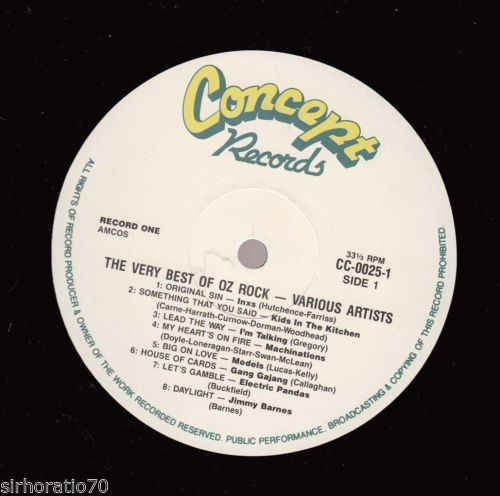 Concept
Records
RECORD ONE
AMCOS
33⅓ RPM
CC-0025-1
SIDE 1
THE VERY BEST OF OZ ROCK — VARIOUS ARTISTS
1: ORIGINAL SIN — Inxs (Hutchence-Farriss)
2: SOMETHING THAT YOU SAID — Kids In The Kitchen
(Carne-Harrath-Curnow-Dorman-Woodhead)
3: LEAD THE WAY — I'm Talking (Gregory)
4: MY HEART'S ON FIRE — Machinations
(Doyle-Loneragan-Starr-Swan-McLean)
5: BIG ON LOVE — Models (Lucas-Kelly)
6: HOUSE OF CARDS — Gang Gajang (Callaghan)
7: LET'S GAMBLE — Electric Pandas
(Buckfield)
8: DAYLIGHT — Jimmy Barnes
(Barnes)
ALL RIGHTS OF RECORD PRODUCER & OWNER OF THE WORK RECORDED RESERVED. PUBLIC PERFORMANCE, BROADCASTING & COPYING OF THIS RECORD PROHIBITED.
sirhoratio70